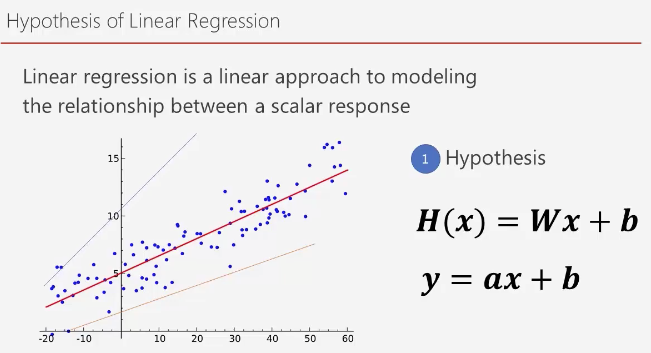 Hypothesis of Linear Regression
Linear regression is a linear approach to modeling
the relationship between a scalar response
1 Hypothesis
H(x) = Wx + b
y = ax + b
15
10
5
-20 -10 10 20 30 40 50 60